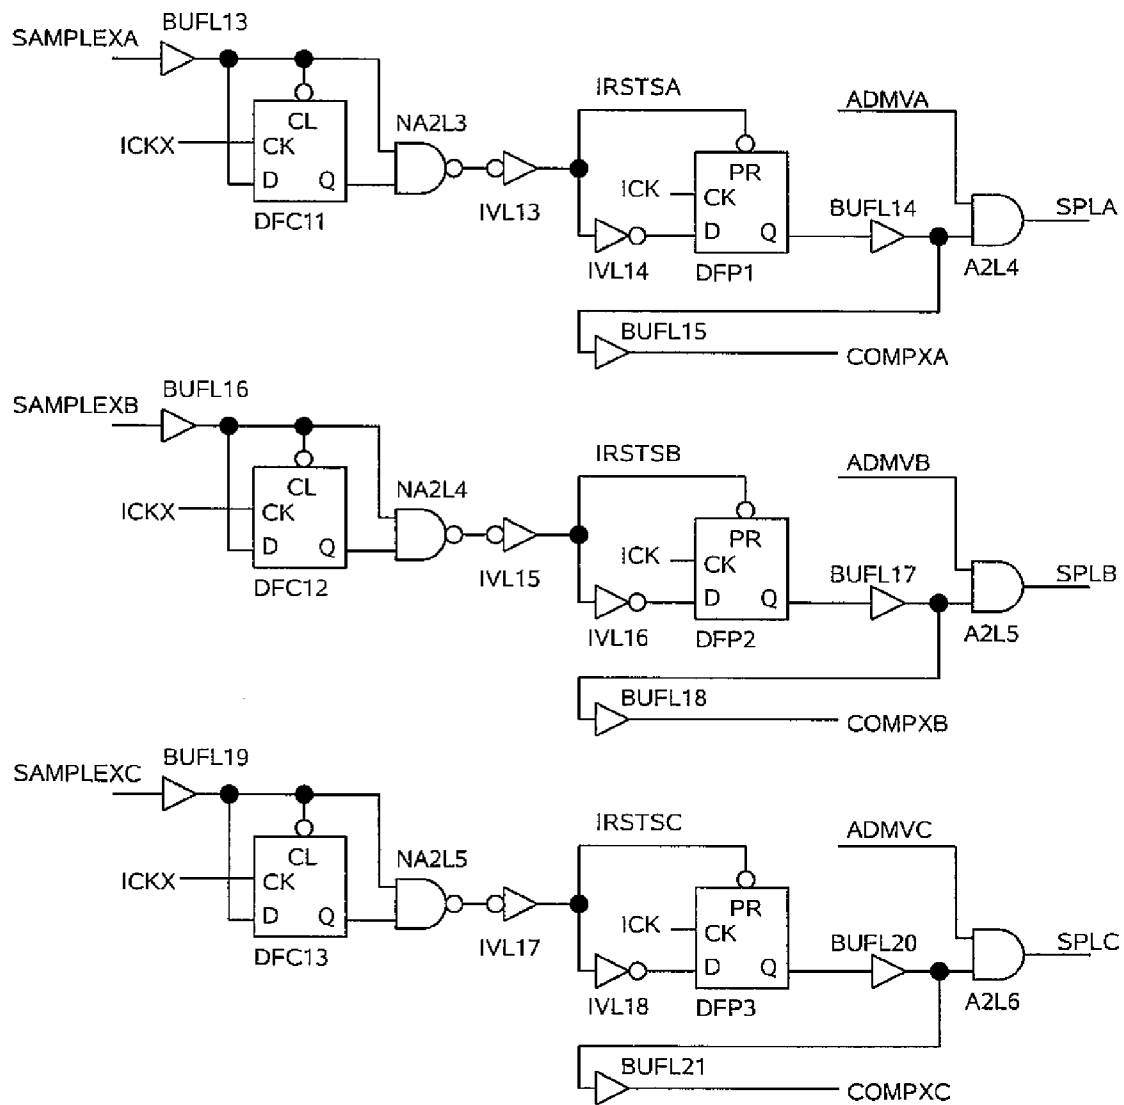 BUFL13
SAMPLEXA
IRSTSA
ADMVA
CL
NA2L3
ICKX
CK
PR
D
Q
ICK
CK
BUFL14
SPLA
IVL13
DFC11
D
Q
IVL14
DFP1
A2L4
BUFL15
COMPXA
BUFL16
SAMPLEXB
IRSTSB
ADMVB
CL
NA2L4
ICKX
CK
PR
D
Q
ICK
CK
BUFL17
SPLB
IVL15
DFC12
D
Q
IVL16
DFP2
A2L5
BUFL18
COMPXB
BUFL19
SAMPLEXC
IRSTSC
ADMVC
CL
NA2L5
ICKX
CK
PR
D
Q
ICK
CK
BUFL20
SPLC
IVL17
DFC13
D
Q
IVL18
DFP3
A2L6
BUFL21
COMPXC